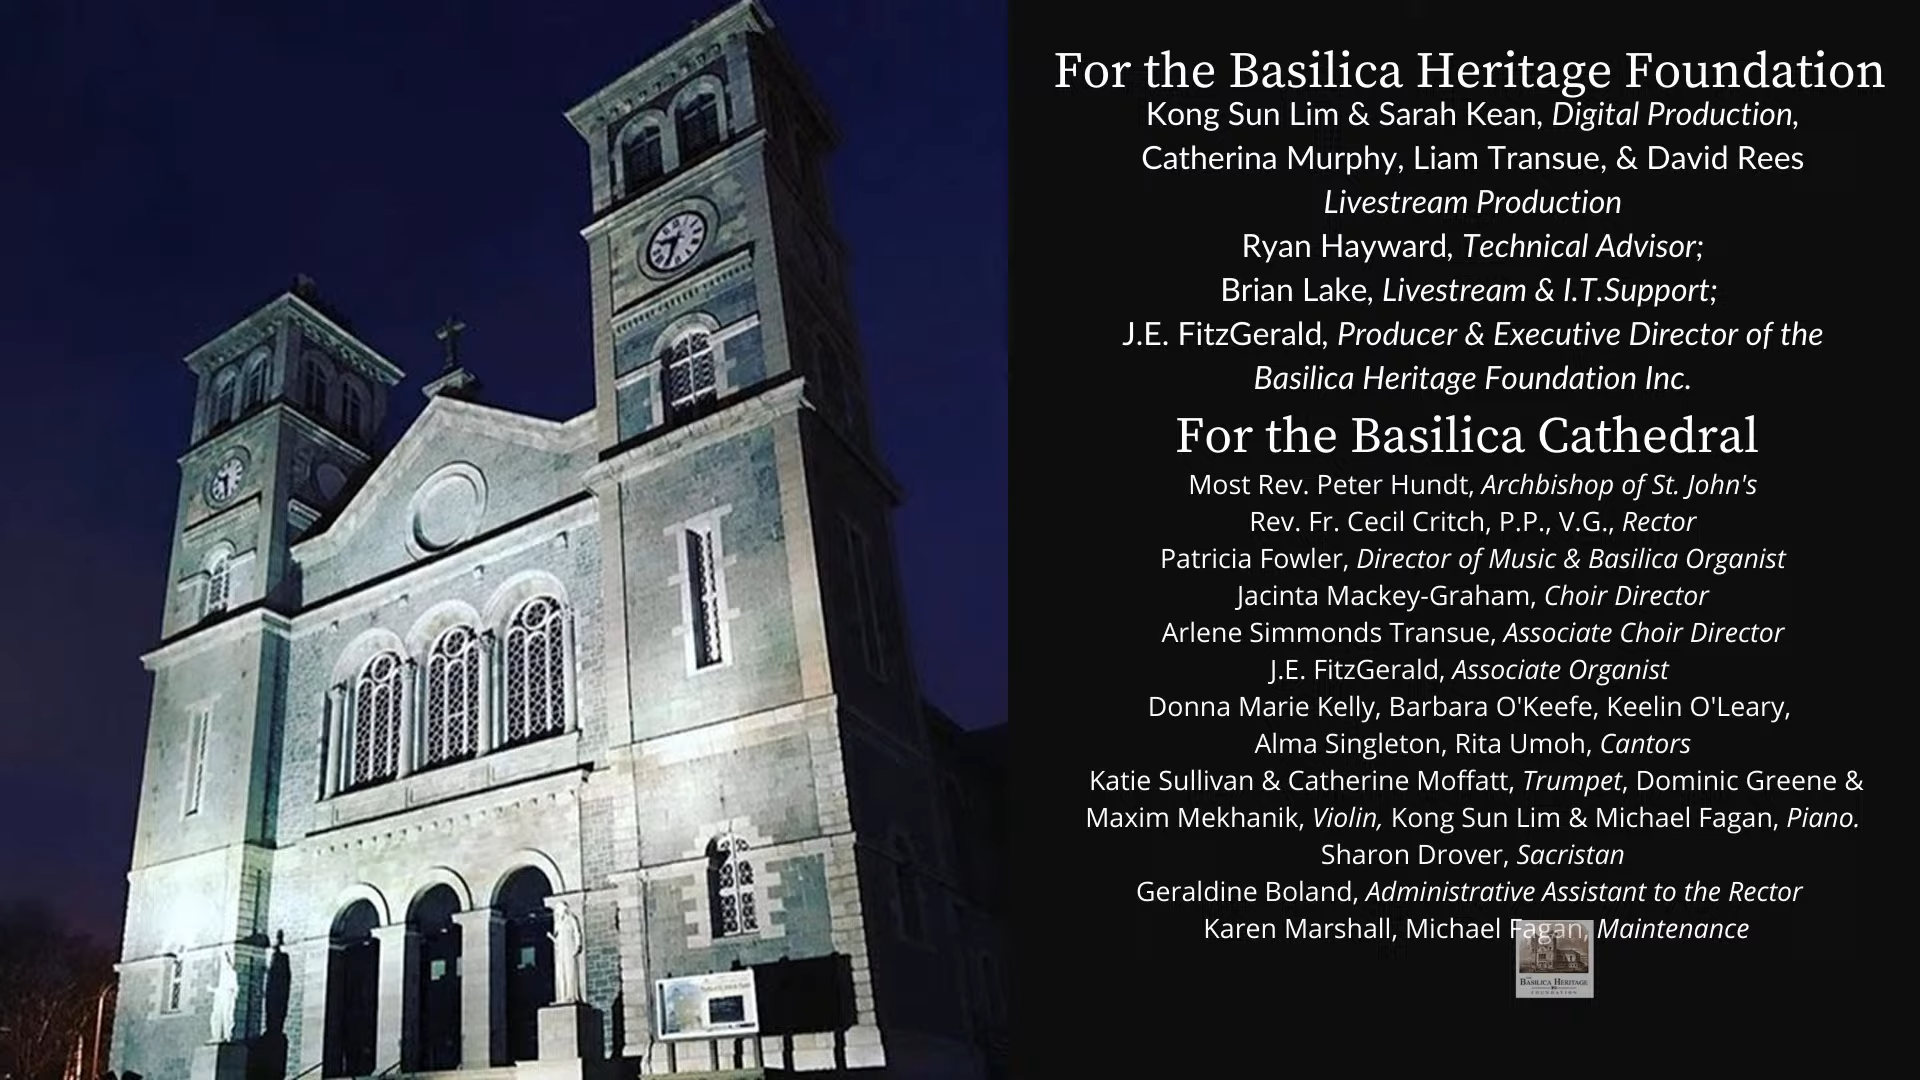 For the Basilica Heritage Foundation
Kong Sun Lim & Sarah Kean, Digital Production,
Catherina Murphy, Liam Transue, & David Rees
Livestream Production
Ryan Hayward, Technical Advisor;
Brian Lake, Livestream & I.T.Support;
J.E. FitzGerald, Producer & Executive Director of the
Basilica Heritage Foundation Inc.
For the Basilica Cathedral
Most Rev. Peter Hundt, Archbishop of St. John's
Rev. Fr. Cecil Critch, P.P., V.G., Rector
Patricia Fowler, Director of Music & Basilica Organist
Jacinta Mackey-Graham, Choir Director
Arlene Simmonds Transue, Associate Choir Director
J.E. FitzGerald, Associate Organist
Donna Marie Kelly, Barbara O'Keefe, Keelin O'Leary,
Alma Singleton, Rita Umoh, Cantors
Katie Sullivan & Catherine Moffatt, Trumpet, Dominic Greene &
Maxim Mekhanik, Violin, Kong Sun Lim & Michael Fagan, Piano.
Sharon Drover, Sacristan
Geraldine Boland, Administrative Assistant to the Rector
Karen Marshall, Michael Fagan, Maintenance
BASILICA HERITAGE
FOUNDATION